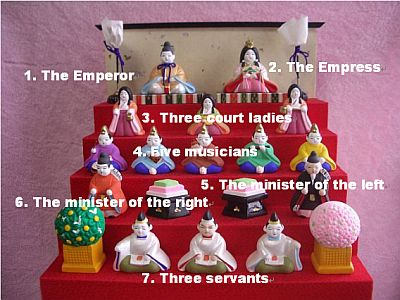 1. The Emperor
2. The Empress
3. Three court ladies
4. Five musicians
5. The minister of the left
6. The minister of the right
7. Three servants